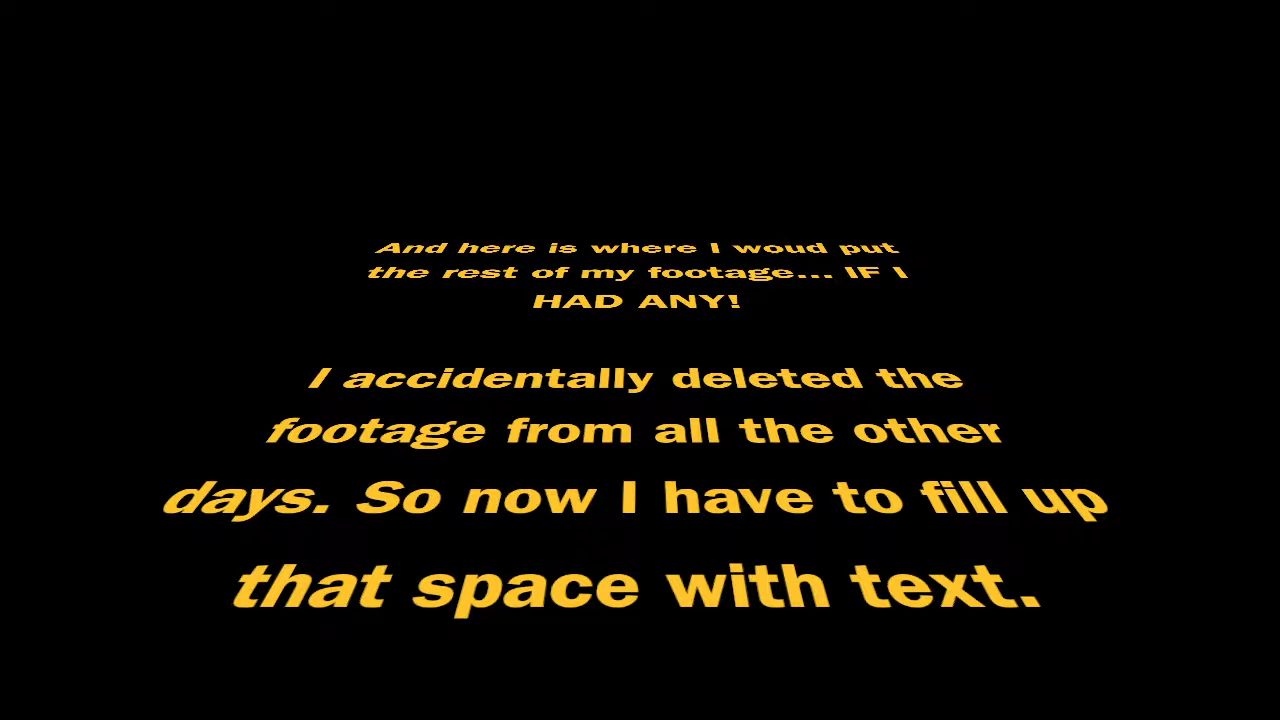 And here is where I woud put
the rest of my footage... IF I
HAD ANY!
I accidentally deleted the
footage from all the other
days. So now I have to fill up
that space with text.